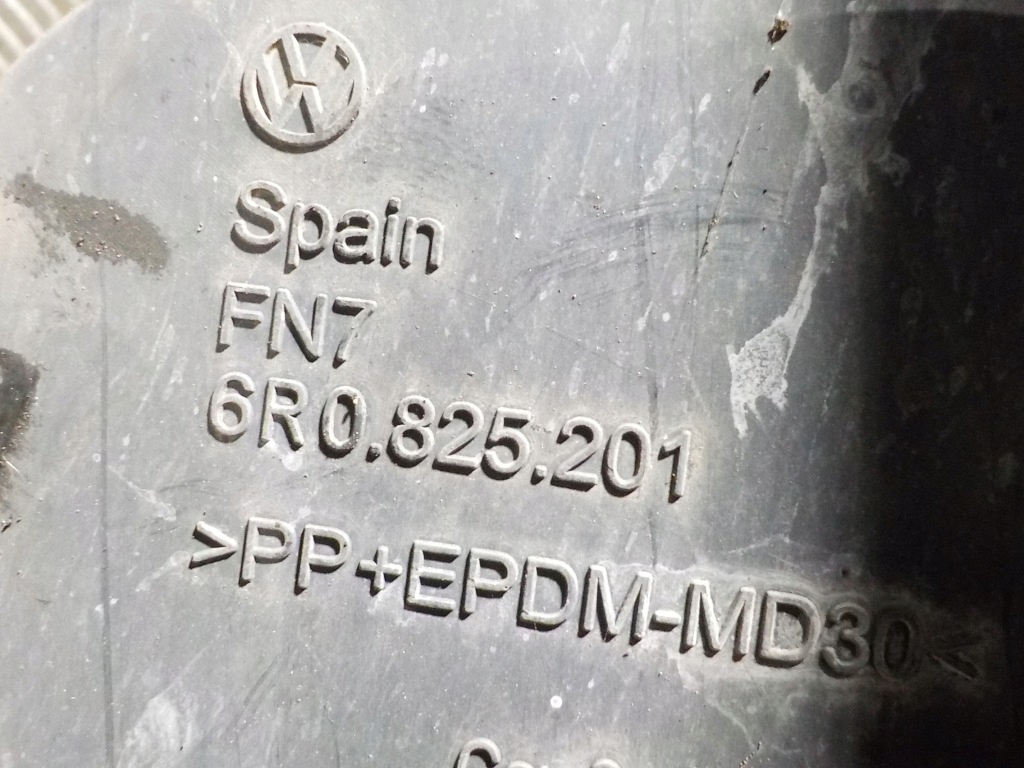 Spain
FN7
6R0.825.201
>PP+EPDM-MD30<